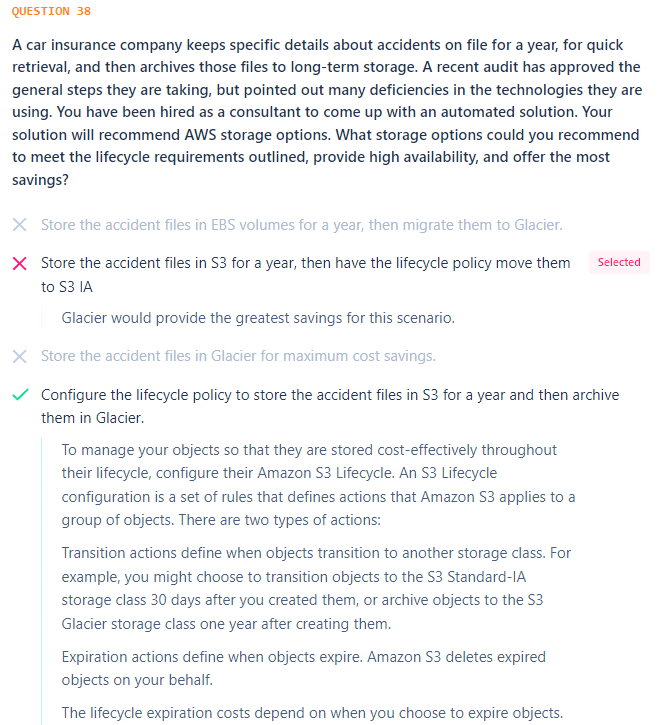 QUESTION 38
A car insurance company keeps specific details about accidents on file for a year, for quick
retrieval, and then archives those files to long-term storage. A recent audit has approved the
general steps they are taking, but pointed out many deficiencies in the technologies they are
using. You have been hired as a consultant to come up with an automated solution. Your
solution will recommend AWS storage options. What storage options could you recommend
to meet the lifecycle requirements outlined, provide high availability, and offer the most
savings?
Store the accident files in EBS volumes for a year, then migrate them to Glacier.
Store the accident files in S3 for a year, then have the lifecycle policy move them
to S3 IA
Selected
Glacier would provide the greatest savings for this scenario.
Store the accident files in Glacier for maximum cost savings.
Configure the lifecycle policy to store the accident files in S3 for a year and then archive
them in Glacier.
To manage your objects so that they are stored cost-effectively throughout
their lifecycle, configure their Amazon S3 Lifecycle. An S3 Lifecycle
configuration is a set of rules that defines actions that Amazon S3 applies to a
group of objects. There are two types of actions:
Transition actions define when objects transition to another storage class. For
example, you might choose to transition objects to the S3 Standard-IA
storage class 30 days after you created them, or archive objects to the S3
Glacier storage class one year after creating them.
Expiration actions define when objects expire. Amazon S3 deletes expired
objects on your behalf.
The lifecycle expiration costs depend on when you choose to expire objects.